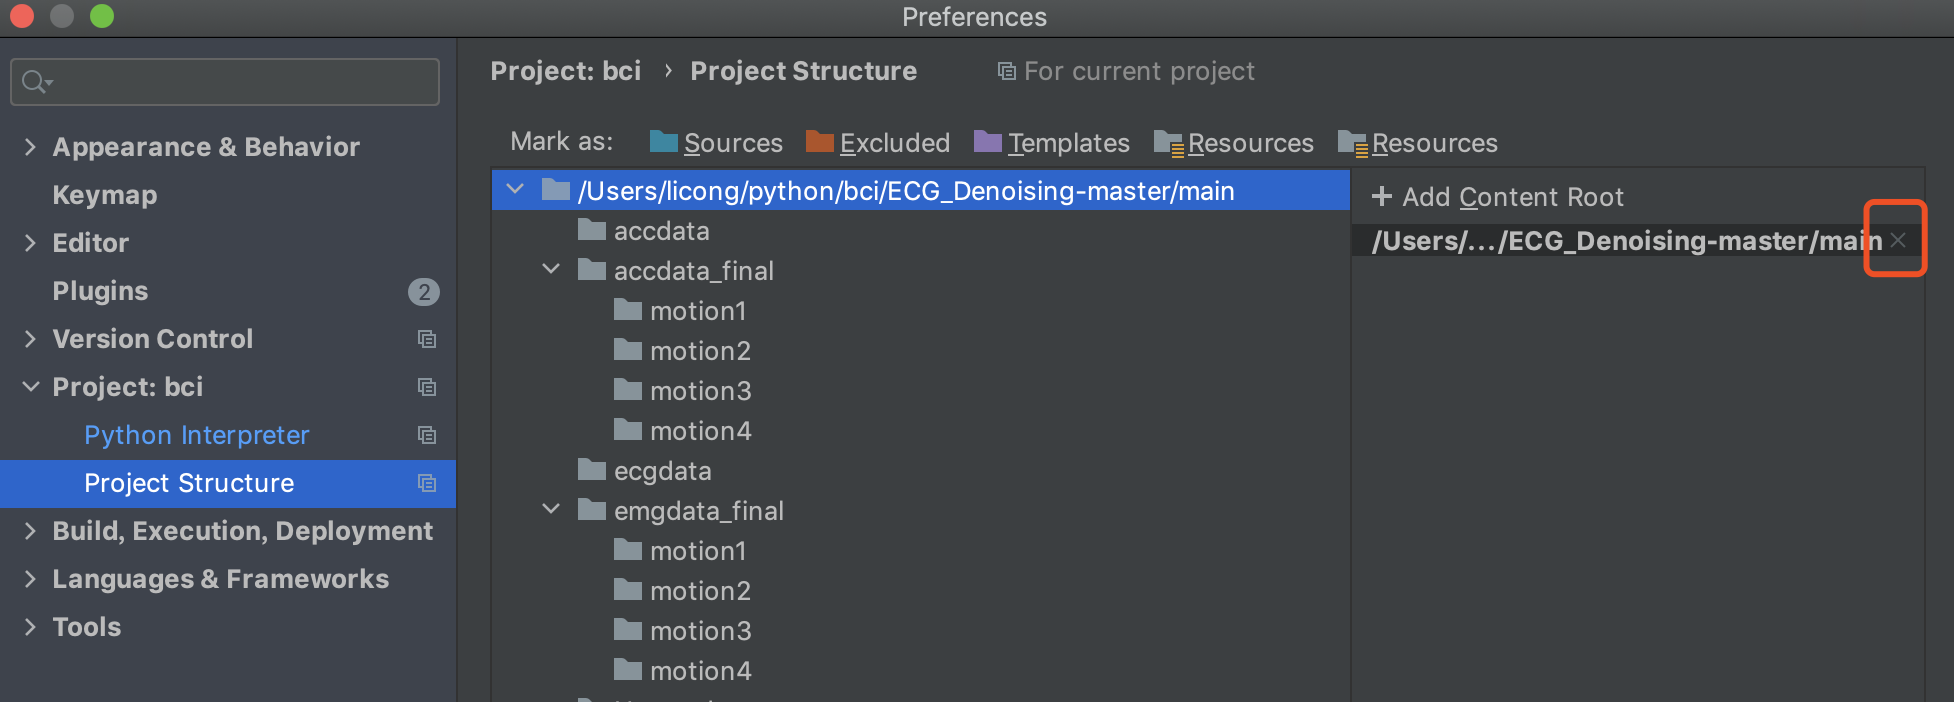 Preferences
Project: bci › Project Structure For current project
Mark as: Sources Excluded Templates Resources Resources
Appearance & Behavior
Keymap
Editor
Plugins 2
Version Control
Project: bci
Python Interpreter
Project Structure
Build, Execution, Deployment
Languages & Frameworks
Tools
/Users/licong/python/bci/ECG_Denoising-master/main
accdata
accdata_final
motion1
motion2
motion3
motion4
ecgdata
emgdata_final
motion1
motion2
motion3
motion4
+ Add Content Root
/Users/.../ECG_Denoising-master/main